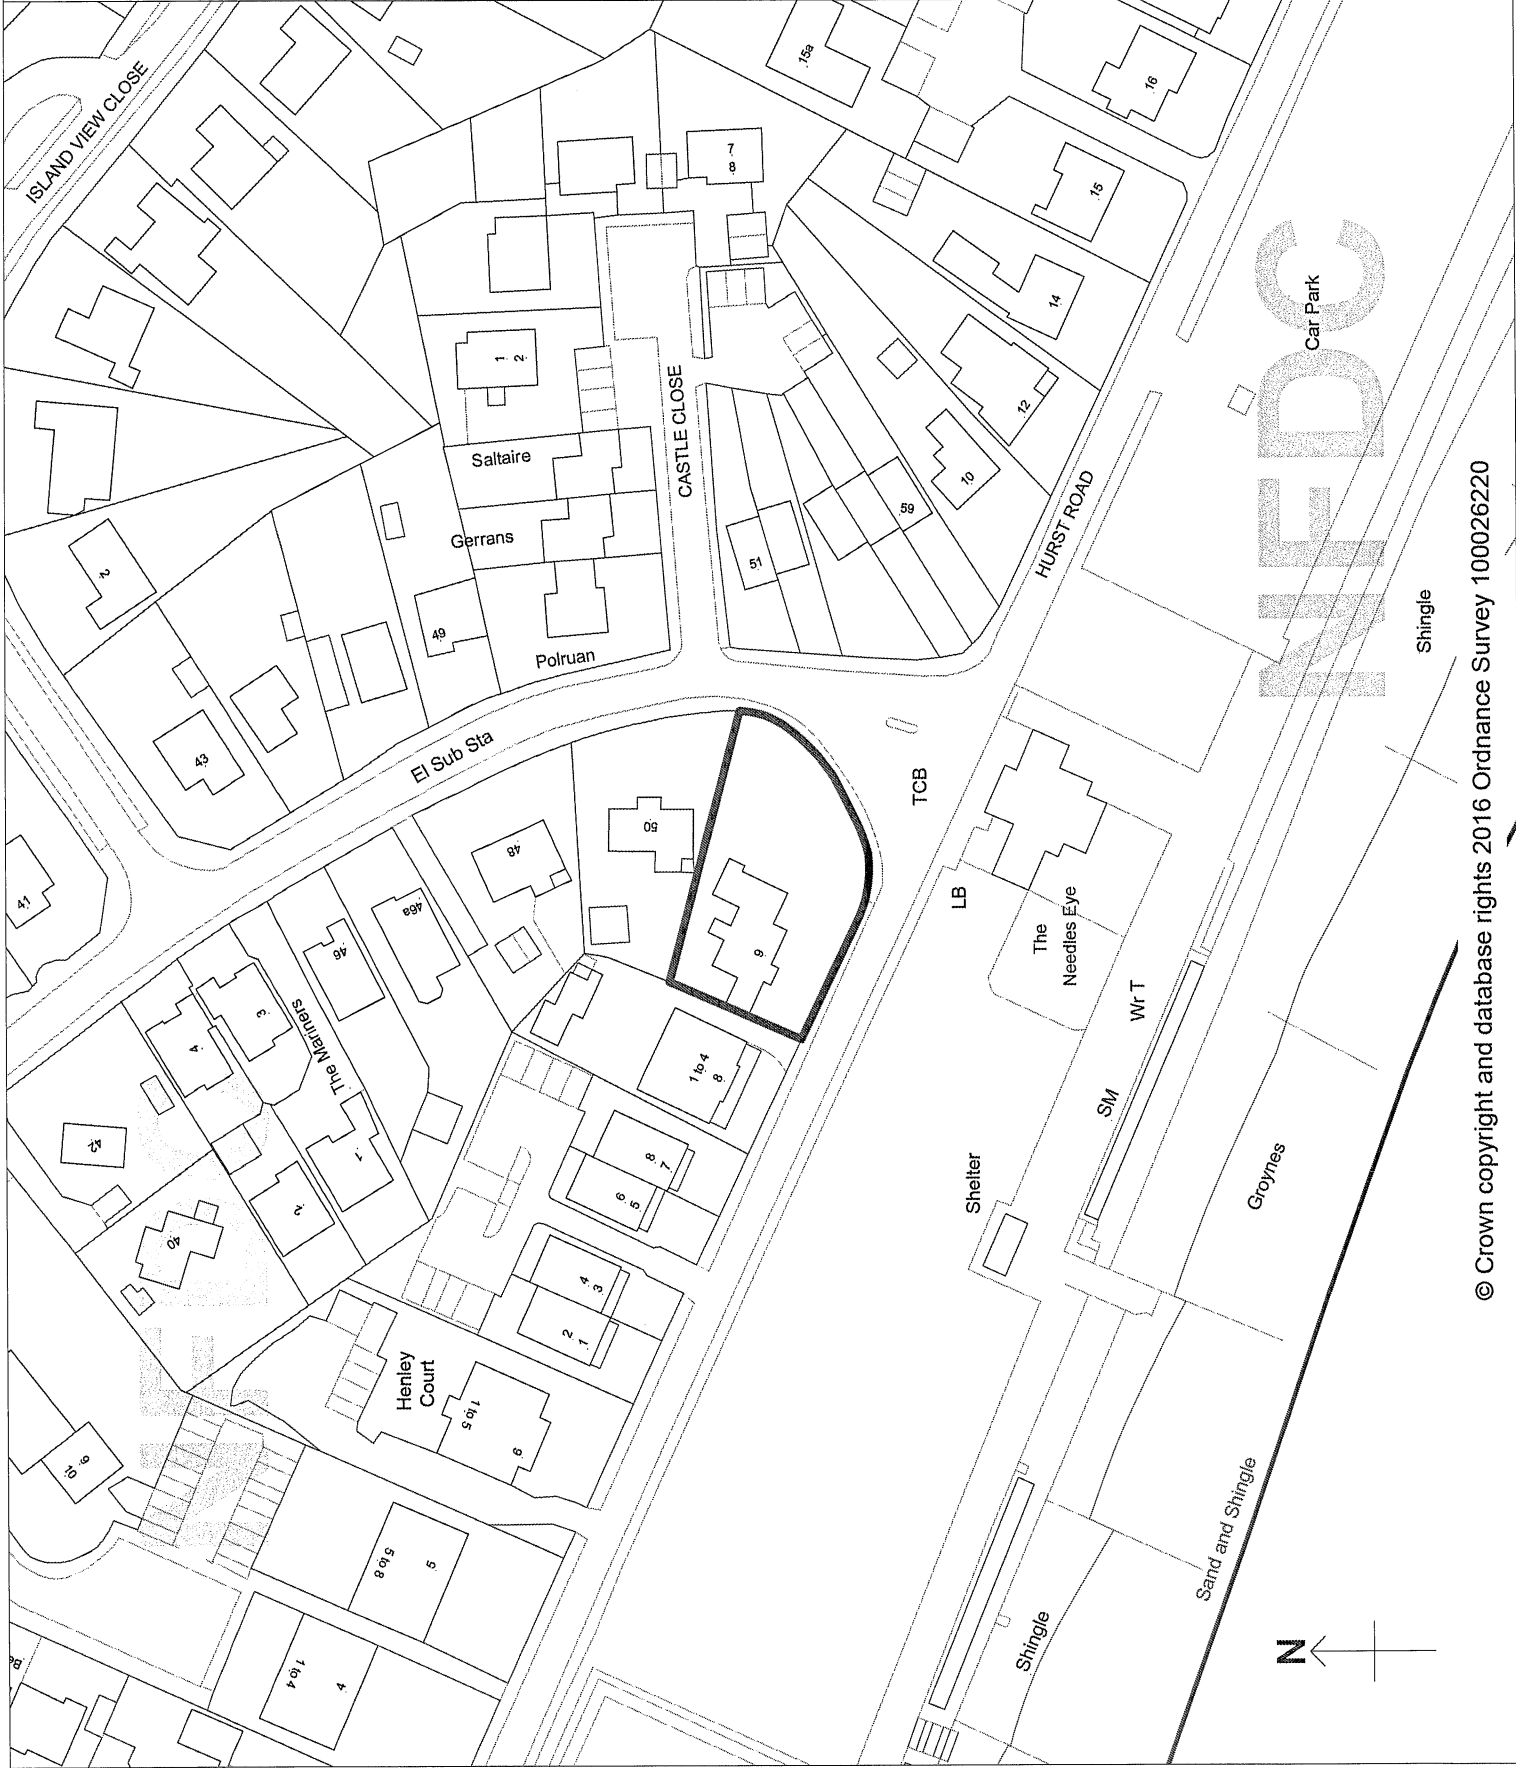 ISLAND VIEW CLOSE
15a
16
7
8
15
14
12
10
1
2
Saltaire
CASTLE CLOSE
Gerrans
51
59
49
Polruan
HURST ROAD
Car Park
NFDC
Shingle
2
43
41
El Sub Sta
48
50
TCB
LB
The
Needles Eye
9
46
46a
3
4
The Mariners
1
2
42
40
1 to 4
8
8
7
6
5
4
3
2
1
Wr T
SM
Shelter
Groynes
Henley
Court
1 to 5
6
10
9
5 to 8
5
1 to 4
4
Sand and Shingle
Shingle
N
© Crown copyright and database rights 2016 Ordnance Survey 100026220